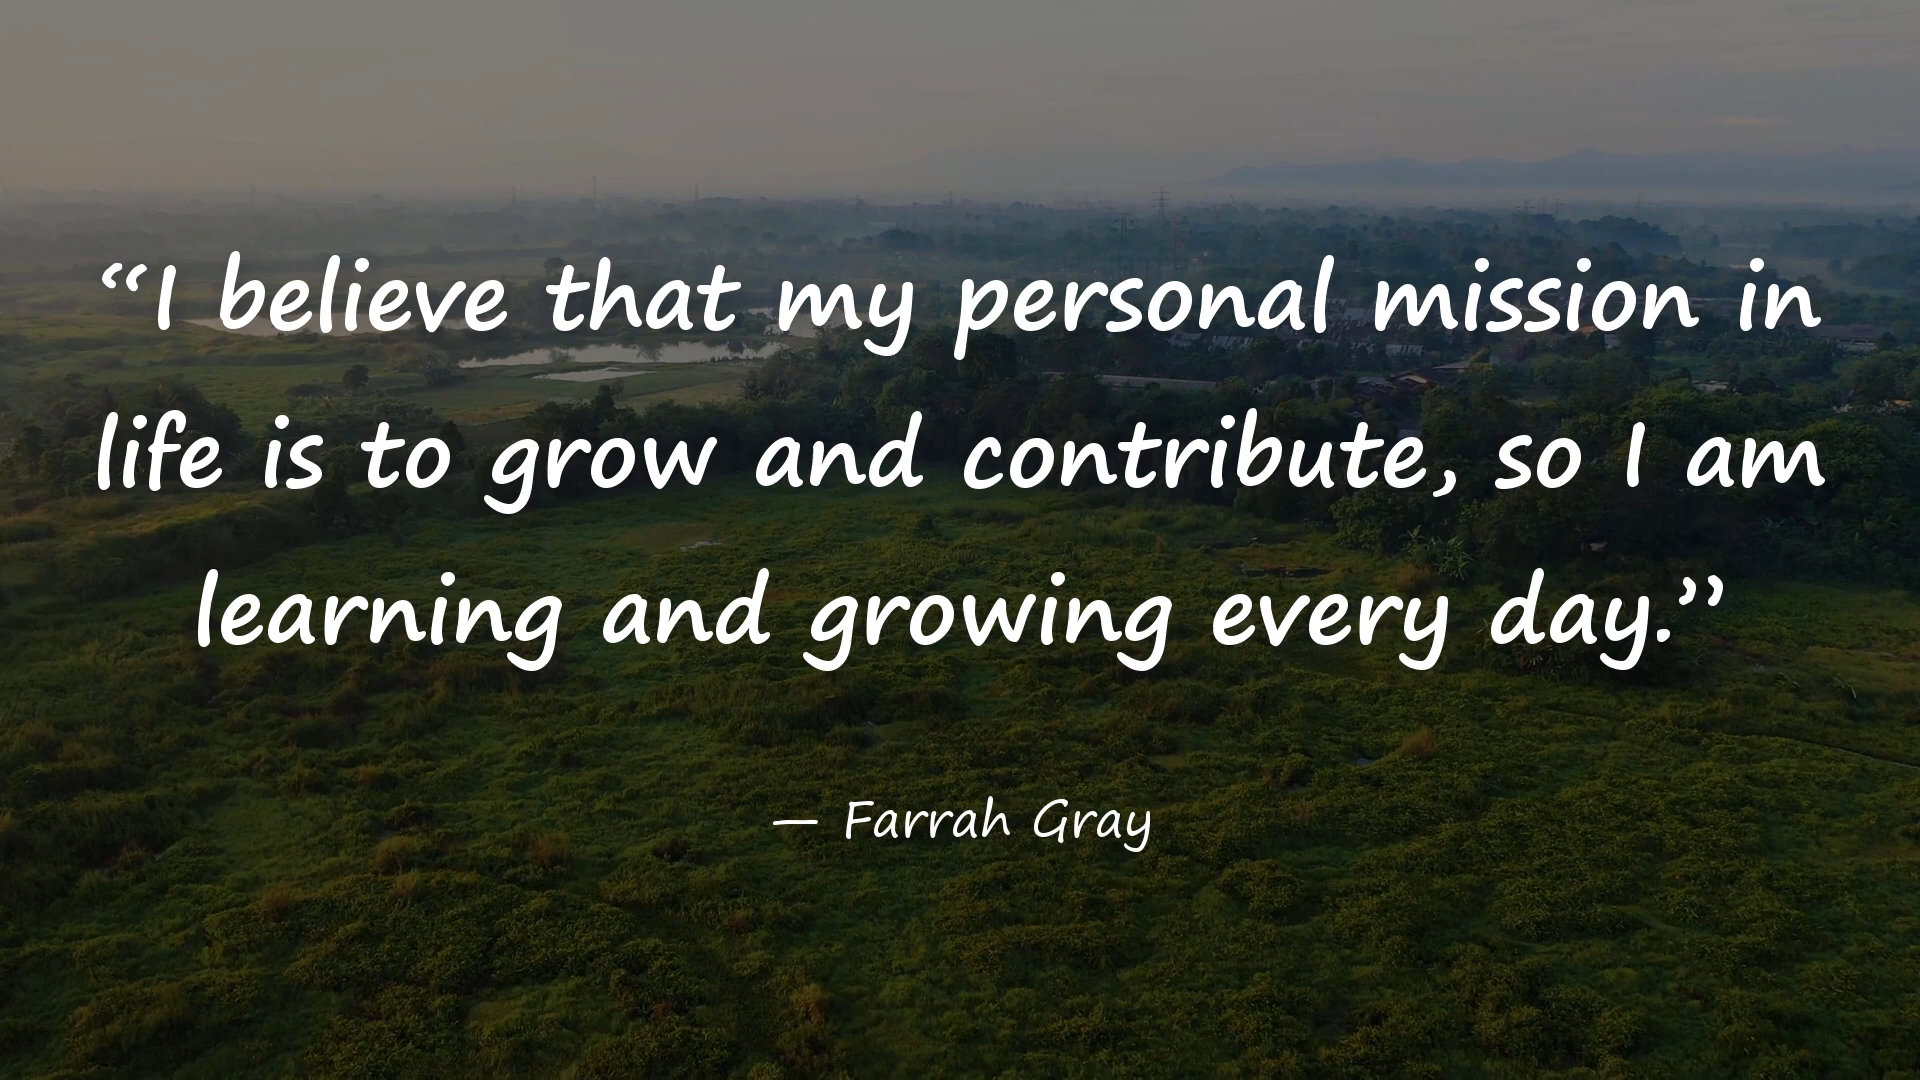 “I believe that my personal mission in
life is to grow and contribute, so I am
learning and growing every day.”
— Farrah Gray